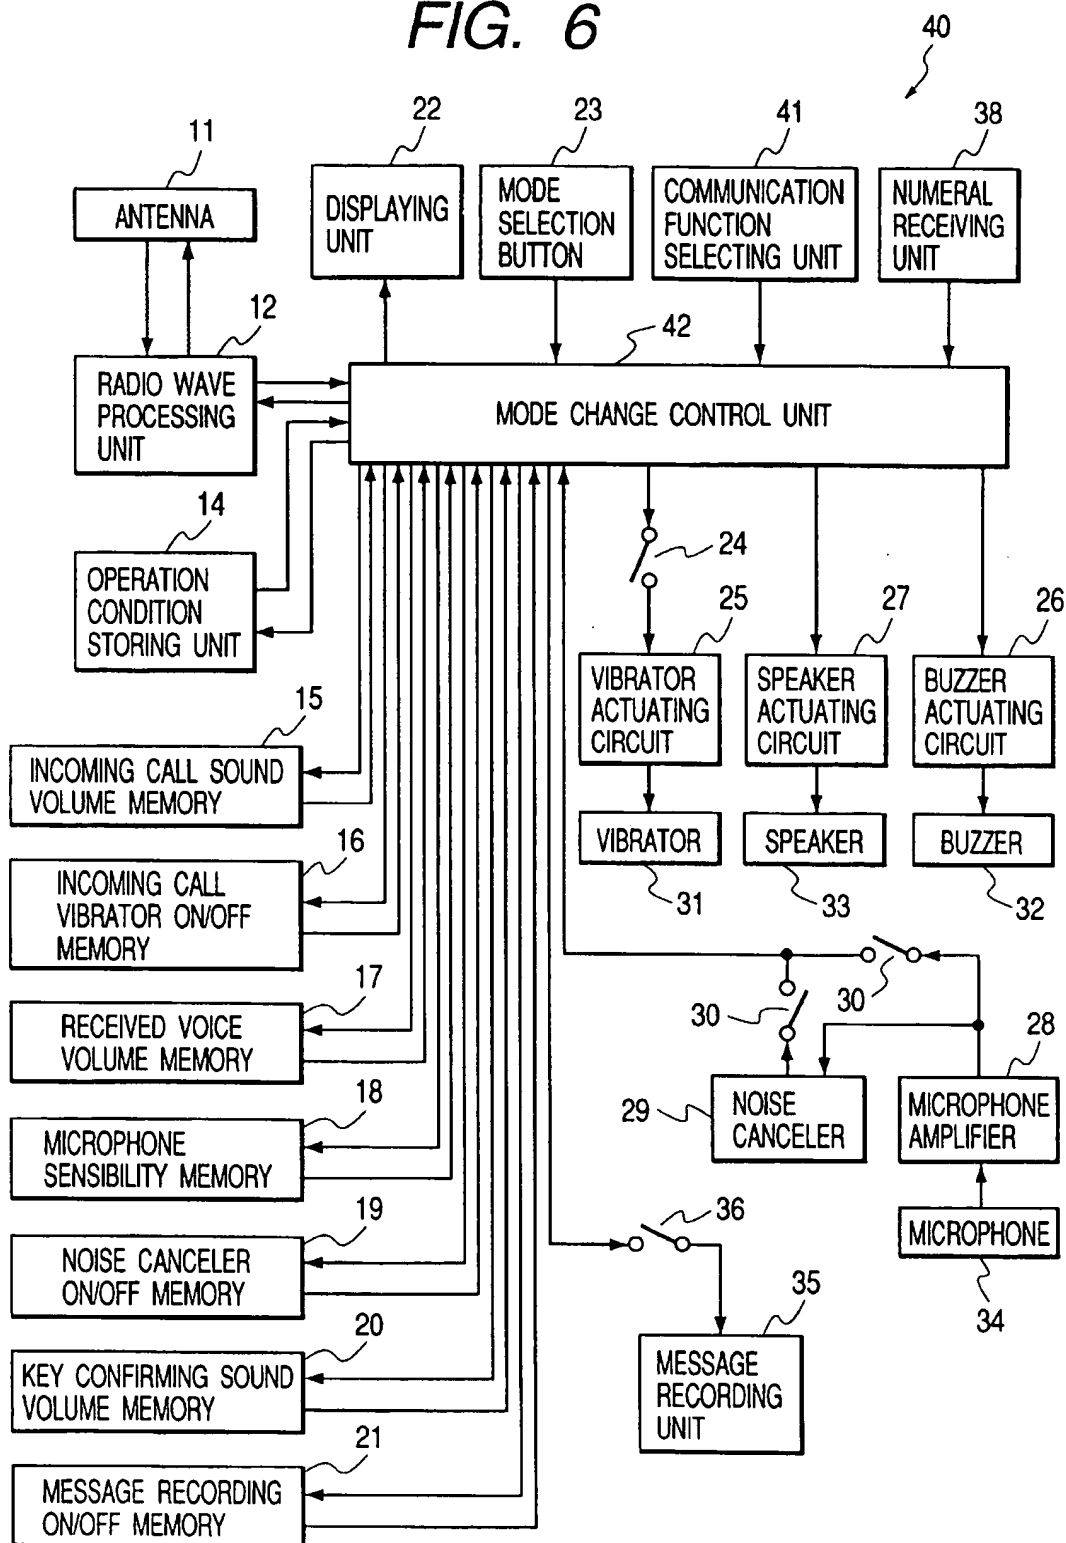 FIG. 6
40
11
ANTENNA
22
DISPLAYING
UNIT
23
MODE
SELECTION
BUTTON
41
COMMUNICATION
FUNCTION
SELECTING UNIT
38
NUMERAL
RECEIVING
UNIT
12
RADIO WAVE
PROCESSING
UNIT
42
MODE CHANGE CONTROL UNIT
14
OPERATION
CONDITION
STORING UNIT
24
25
VIBRATOR
ACTUATING
CIRCUIT
27
SPEAKER
ACTUATING
CIRCUIT
26
BUZZER
ACTUATING
CIRCUIT
15
INCOMING CALL SOUND
VOLUME MEMORY
VIBRATOR
31
SPEAKER
33
BUZZER
32
16
INCOMING CALL
VIBRATOR ON/OFF
MEMORY
17
RECEIVED VOICE
VOLUME MEMORY
30
30
28
MICROPHONE
AMPLIFIER
29
NOISE
CANCELER
18
MICROPHONE
SENSIBILITY MEMORY
MICROPHONE
34
19
NOISE CANCELER
ON/OFF MEMORY
36
35
MESSAGE
RECORDING
UNIT
20
KEY CONFIRMING SOUND
VOLUME MEMORY
21
MESSAGE RECORDING
ON/OFF MEMORY